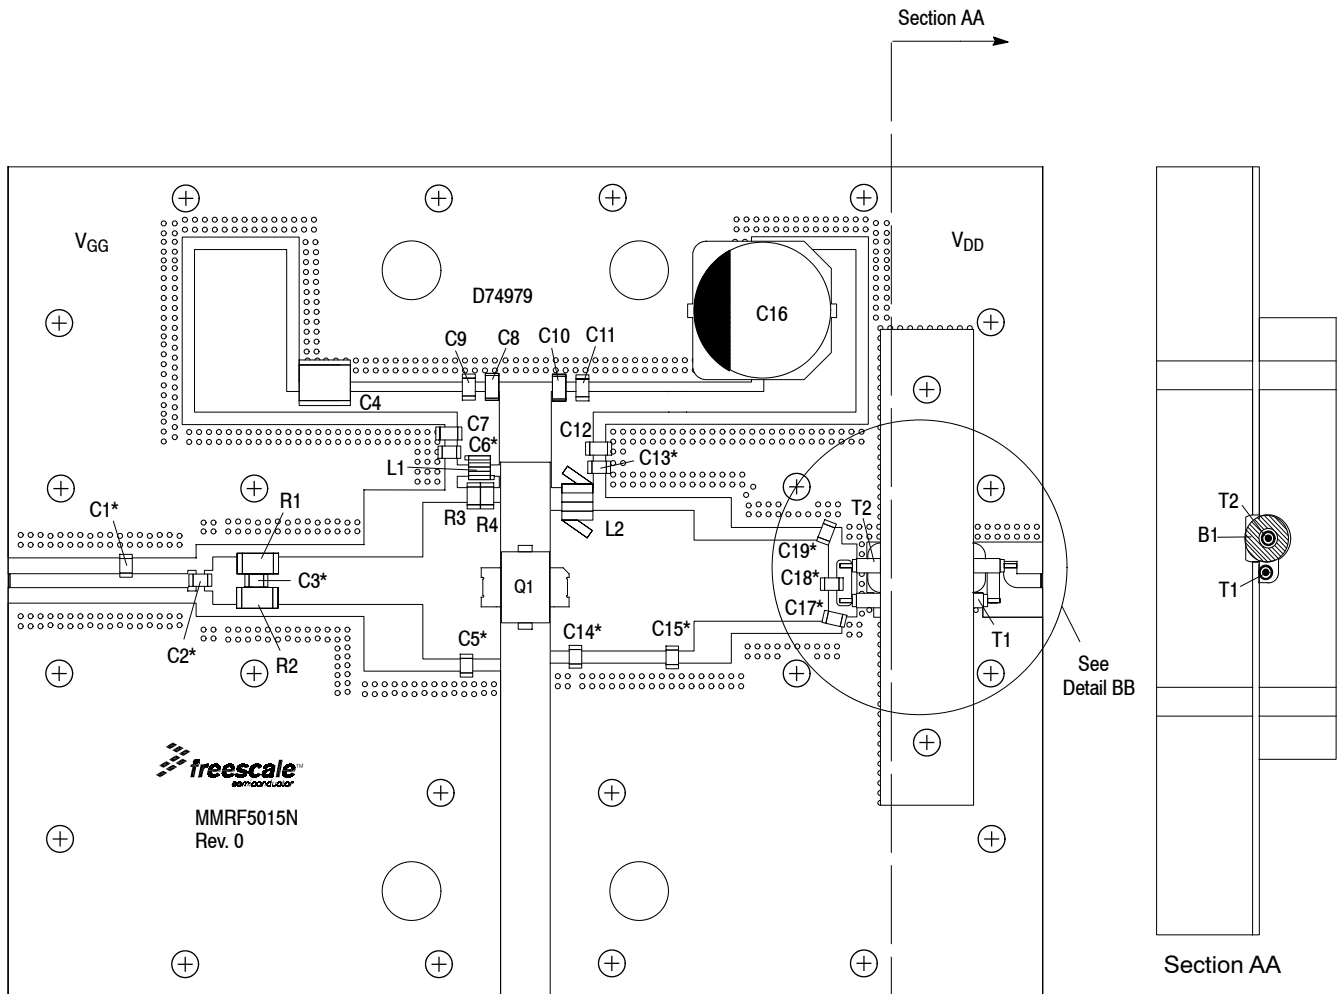 Section AA
VGG
VDD
D74979
C16
C9
C8
C10
C11
C4
C7
C6*
C12
C13*
L1
R3
R4
L2
C1*
R1
T2
C19*
C3*
C18*
Q1
C17*
C2*
R2
C5*
C14*
C15*
T1
See
Detail BB
T2
B1
T1
freescale™
semiconductor
MMRF5015N
Rev. 0
Section AA